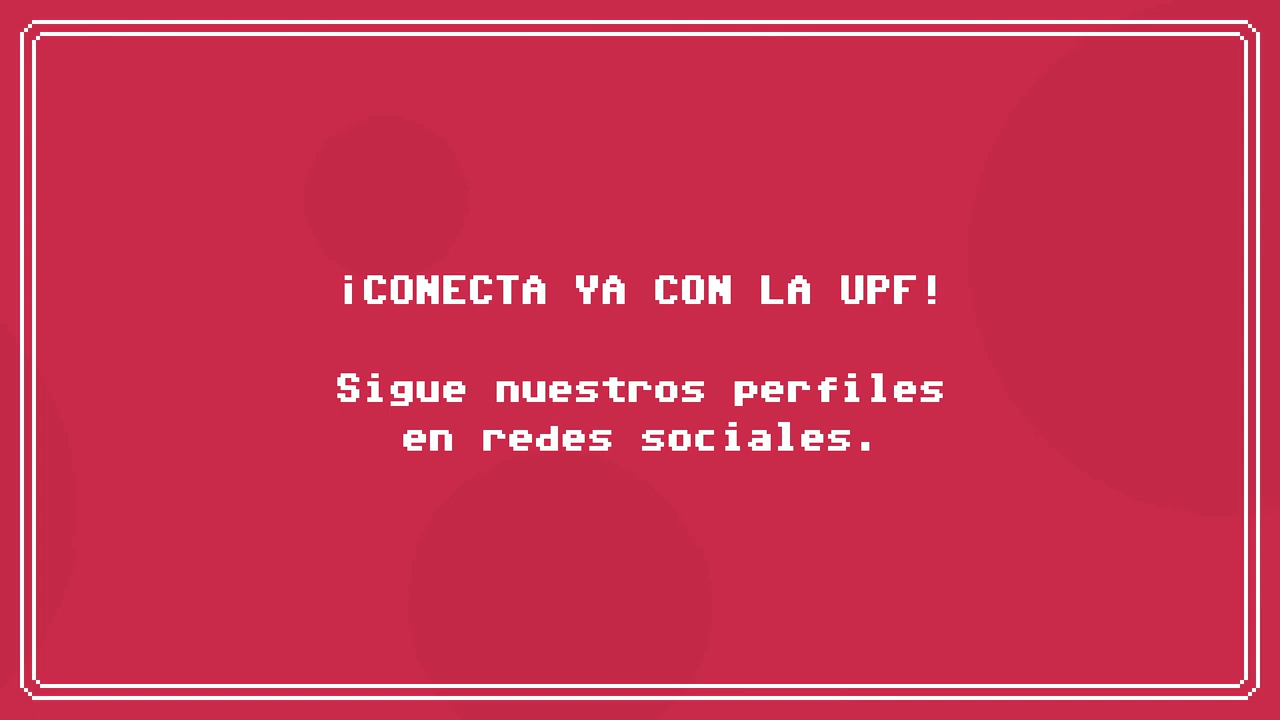 ¡CONECTA YA CON LA UPF!
Sigue nuestros perfiles
en redes sociales.